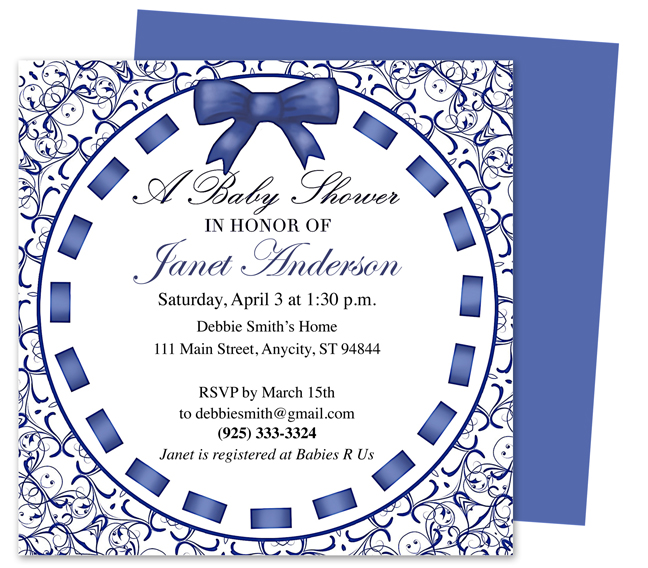 A Baby Shower
IN HONOR OF
Janet Anderson
Saturday, April 3 at 1:30 p.m.
Debbie Smith's Home
111 Main Street, Anycity, ST 94844
RSVP by March 15th
to debbiesmith@gmail.com
(925) 333-3324
Janet is registered at Babies R Us